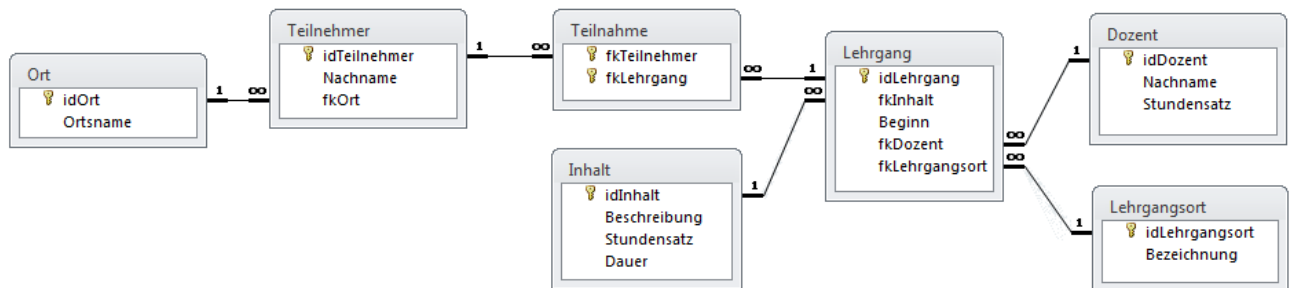 Ort
idOrt
Ortsname
1
∞
Teilnehmer
idTeilnehmer
Nachname
fkOrt
1
∞
Teilnahme
fkTeilnehmer
fkLehrgang
∞
1
Inhalt
idInhalt
Beschreibung
Stundensatz
Dauer
1
∞
Lehrgang
idLehrgang
fkInhalt
Beginn
fkDozent
fkLehrgangsort
∞
1
∞
1
Dozent
idDozent
Nachname
Stundensatz
Lehrgangsort
idLehrgangsort
Bezeichnung